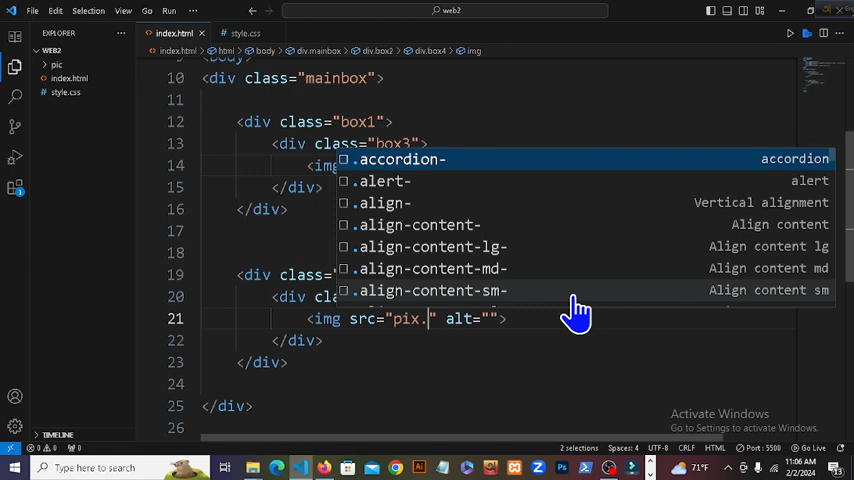 File Edit Selection View Go Run ... web2
EXPLORER ... index.html style.css
WEB2
index.html > html > body > div.mainbox > div.box2 > div.box4 > img
pic
index.html
style.css
10 <div class="mainbox">
11
12 <div class="box1">
13 <div class="box3">
.accordion- accordion
14 <img
.alert- alert
15 </div>
.align- Vertical alignment
16 </div>
.align-content- Align content
17
.align-content-lg- Align content lg
18
.align-content-md- Align content md
19 <div class=
.align-content-sm- Align content sm
20 <div cla
21 <img src="pix." alt="">
22 </div>
23 </div>
24
25 </div>
26
Activate Windows
Go to Settings to activate Windows.
TIMELINE
0 0 0 2 selections Spaces: 4 UTF-8 CRLF HTML Port : 5500 Go Live
Type here to search 71°F 11:06 AM
2/2/2024
13
1